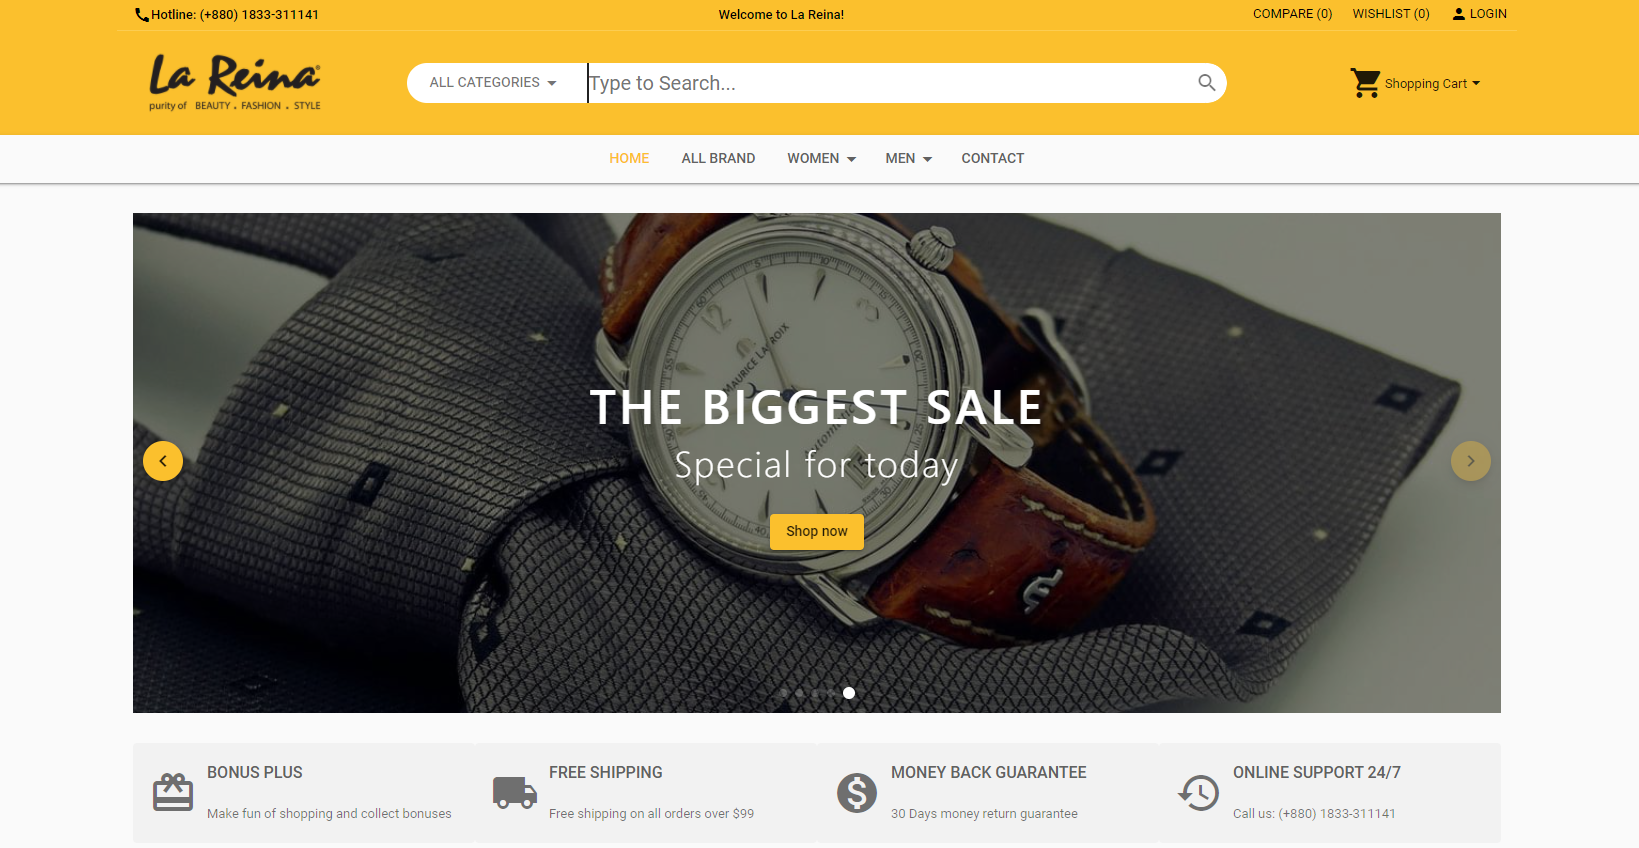 Hotline: (+880) 1833-311141
Welcome to La Reina!
COMPARE (0) WISHLIST (0) LOGIN
La Reina®
purity of BEAUTY . FASHION . STYLE
ALL CATEGORIES
Type to Search...
Shopping Cart
HOME ALL BRAND WOMEN MEN CONTACT
MAURICE LACROIX
Automatic
THE BIGGEST SALE
Special for today
Shop now
BONUS PLUS
Make fun of shopping and collect bonuses
FREE SHIPPING
Free shipping on all orders over $99
MONEY BACK GUARANTEE
30 Days money return guarantee
ONLINE SUPPORT 24/7
Call us: (+880) 1833-311141